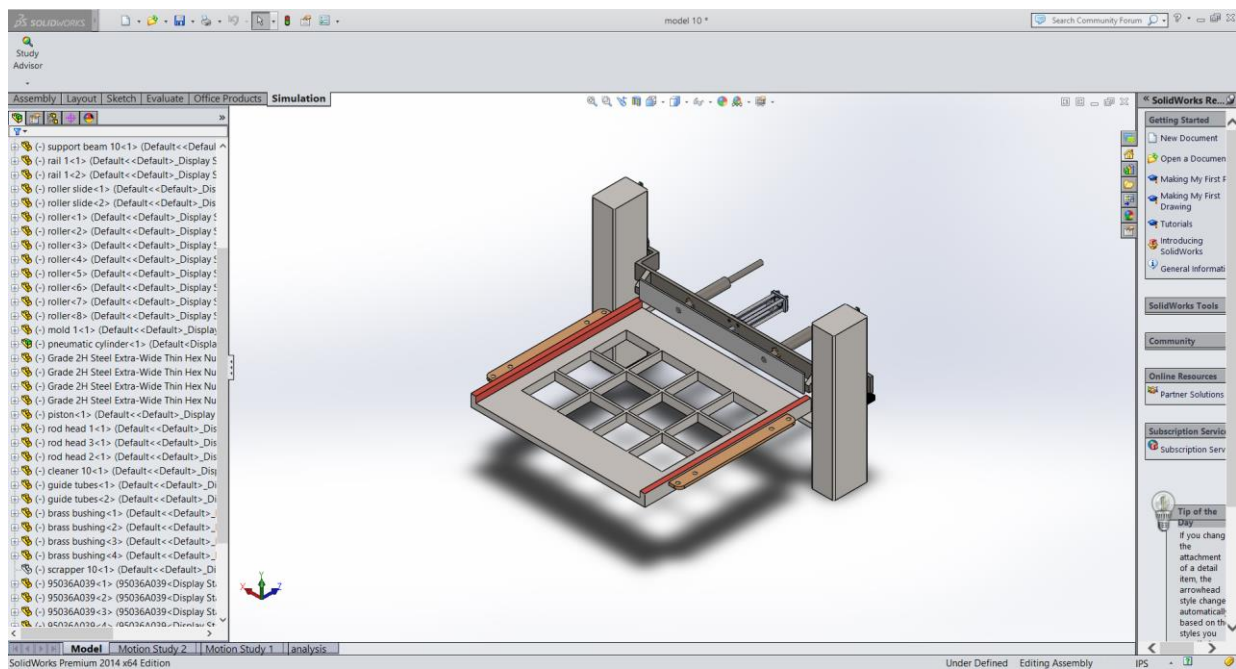 SOLIDWORKS
model 10 *
Search Community Forum
Study
Advisor
Assembly Layout Sketch Evaluate Office Products Simulation
(-) support beam 10<1> (Default<<Defaul
(-) rail 1<1> (Default<<Default>_Display S
(-) rail 1<2> (Default<<Default>_Display S
(-) roller slide<1> (Default<<Default>_Dis
(-) roller slide<2> (Default<<Default>_Dis
(-) roller<1> (Default<<Default>_Display S
(-) roller<2> (Default<<Default>_Display S
(-) roller<3> (Default<<Default>_Display S
(-) roller<4> (Default<<Default>_Display S
(-) roller<5> (Default<<Default>_Display S
(-) roller<6> (Default<<Default>_Display S
(-) roller<7> (Default<<Default>_Display S
(-) roller<8> (Default<<Default>_Display S
(-) mold 1<1> (Default<<Default>_Display
(-) pneumatic cylinder<1> (Default<Displa
(-) Grade 2H Steel Extra-Wide Thin Hex Nu
(-) Grade 2H Steel Extra-Wide Thin Hex Nu
(-) Grade 2H Steel Extra-Wide Thin Hex Nu
(-) Grade 2H Steel Extra-Wide Thin Hex Nu
(-) piston<1> (Default<<Default>_Display
(-) rod head 1<1> (Default<<Default>_Dis
(-) rod head 3<1> (Default<<Default>_Dis
(-) rod head 2<1> (Default<<Default>_Dis
(-) cleaner 10<1> (Default<<Default>_Disp
(-) guide tubes<1> (Default<<Default>_Di
(-) guide tubes<2> (Default<<Default>_Di
(-) brass bushing<1> (Default<<Default>_
(-) brass bushing<2> (Default<<Default>_
(-) brass bushing<3> (Default<<Default>_
(-) brass bushing<4> (Default<<Default>_
(-) scrapper 10<1> (Default<<Default>_Di
(-) 95036A039<1> (95036A039<Display St
(-) 95036A039<2> (95036A039<Display St
(-) 95036A039<3> (95036A039<Display St
(-) 95036A039<4> (95036A039<Display St
Y
X
Z
SolidWorks Re...
Getting Started
New Document
Open a Documen
Making My First P
Making My First
Drawing
Tutorials
Introducing
SolidWorks
General Informati
SolidWorks Tools
Community
Online Resources
Partner Solutions
Subscription Servic
Subscription Serv
Tip of the
Day
If you chang
the
attachment
of a detail
item, the
arrowhead
style change
automatical
based on th
styles you
Model Motion Study 2 Motion Study 1 analysis
SolidWorks Premium 2014 x64 Edition
Under Defined Editing Assembly IPS